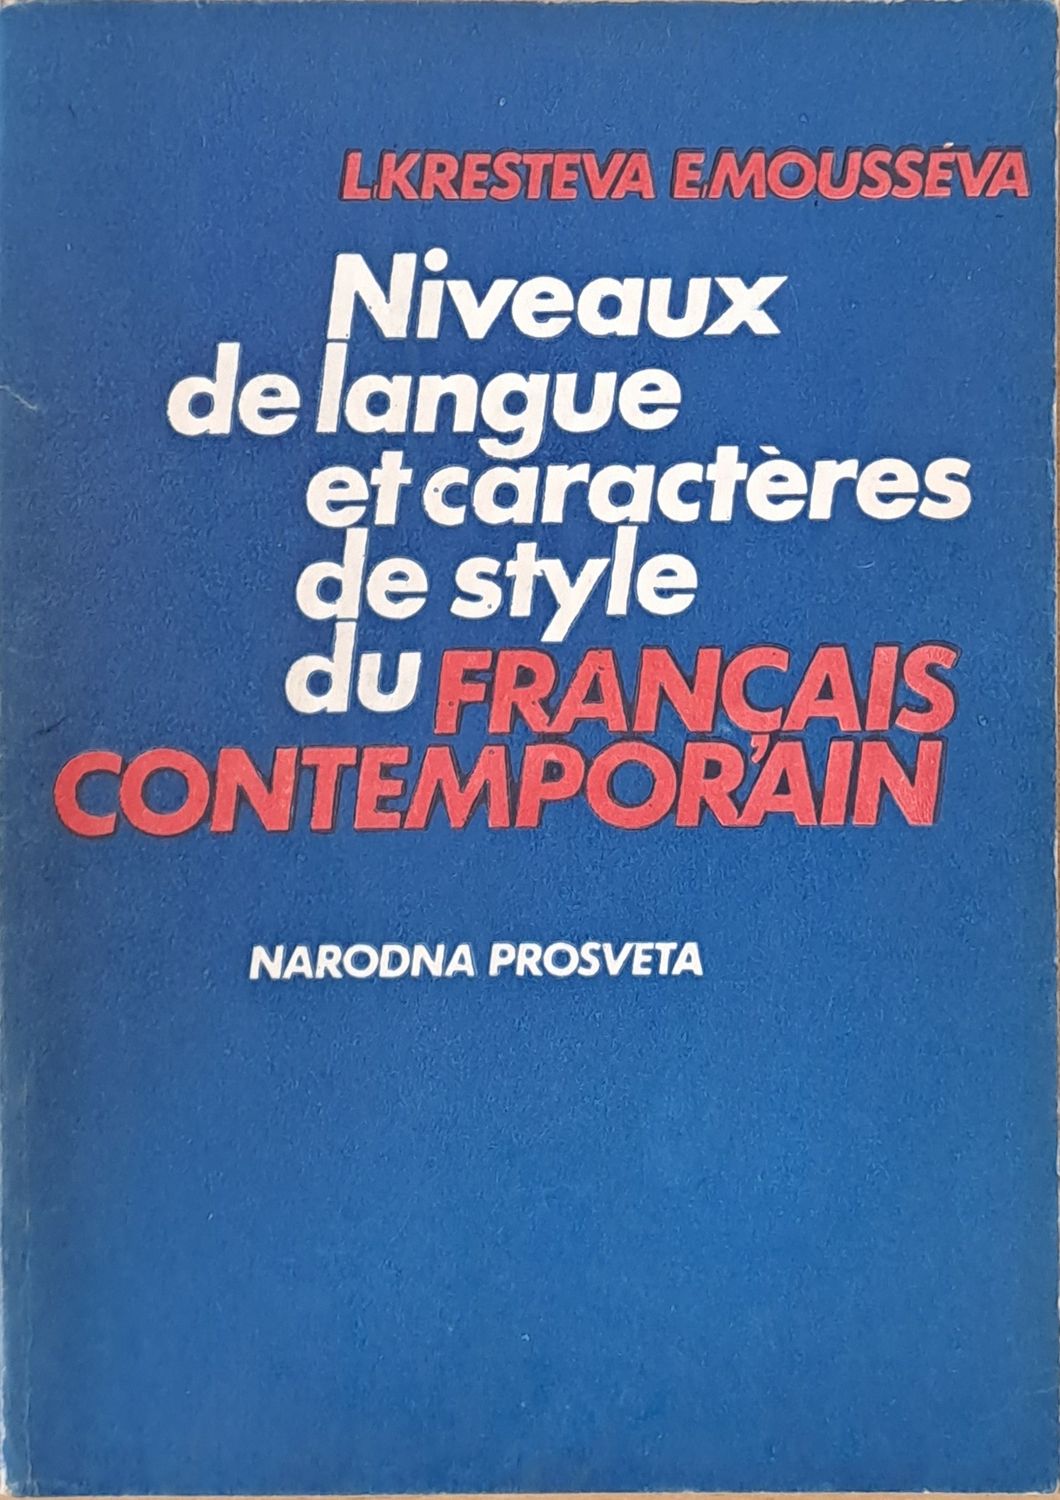 L.KRESTEVA E.MOUSSÉVA
Niveaux
de langue
et caractères
de style
du FRANÇAIS
CONTEMPORAIN
NARODNA PROSVETA